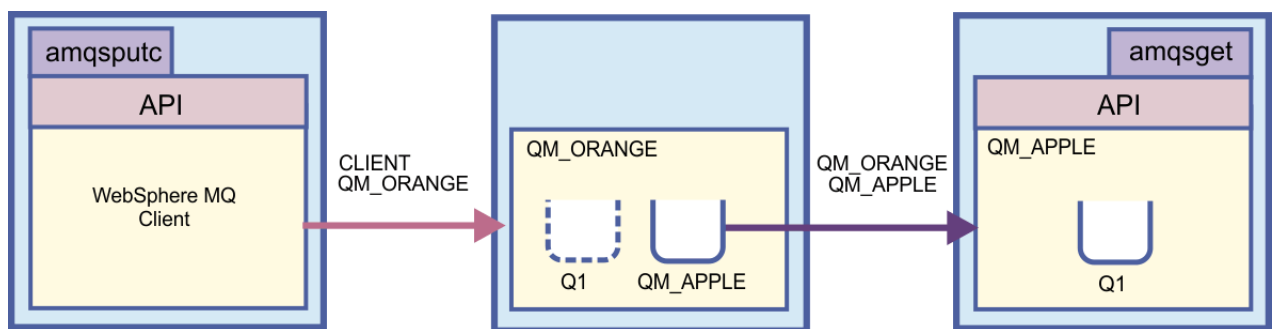 amqsputc
API
WebSphere MQ
Client
CLIENT
QM_ORANGE
QM_ORANGE
Q1
QM_APPLE
QM_ORANGE
QM_APPLE
amqsget
API
QM_APPLE
Q1